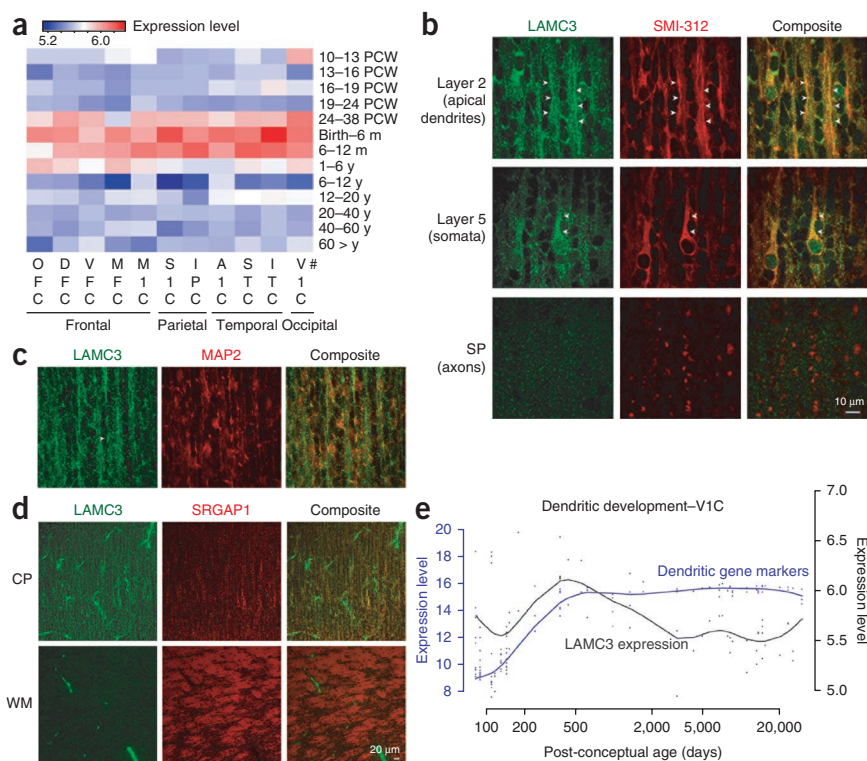 a
Expression level
5.2 6.0
10–13 PCW
13–16 PCW
16–19 PCW
19–24 PCW
24–38 PCW
Birth–6 m
6–12 m
1–6 y
6–12 y
12–20 y
20–40 y
40–60 y
60 > y
O D V M M S I A S I V #
F F F F 1 1 P 1 T T 1
C C C C C C C C C C C
Frontal Parietal Temporal Occipital
b
LAMC3 SMI-312 Composite
Layer 2
(apical
dendrites)
Layer 5
(somata)
SP
(axons)
10 μm
c
LAMC3 MAP2 Composite
d
LAMC3 SRGAP1 Composite
CP
WM
20 μm
e
Dendritic development–V1C
Expression level
20
18
16
14
12
10
8
Dendritic gene markers
LAMC3 expression
7.0
6.5
6.0
5.5
5.0
Expression level
100 200 500 2,000 5,000 20,000
Post-conceptual age (days)